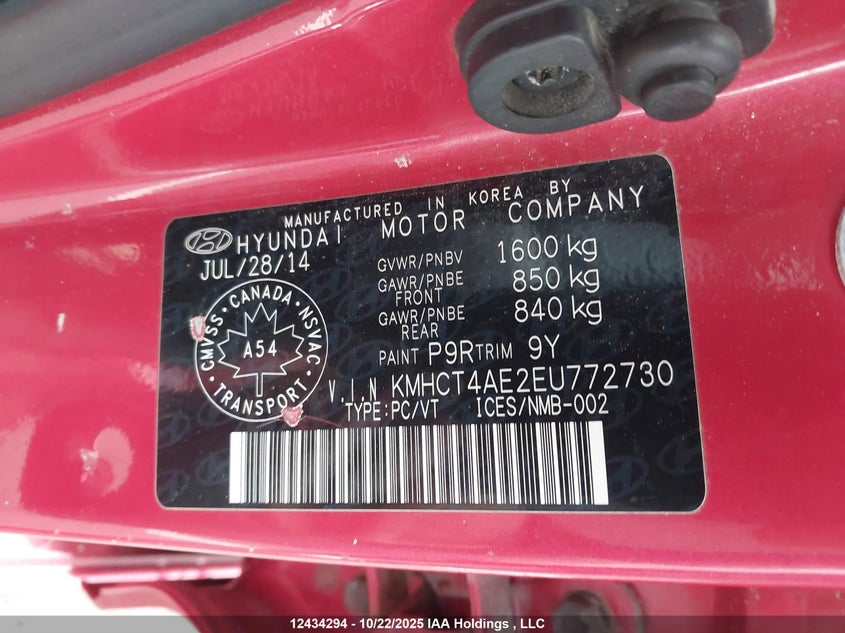 MANUFACTURED IN KOREA BY
HYUNDAI MOTOR COMPANY
JUL/28/14
GVWR/PNBV 1600 kg
GAWR/PNBE FRONT 850 kg
GAWR/PNBE REAR 840 kg
PAINT P9R TRIM 9Y
CMVSS · CANADA · NSVAC
A54
TRANSPORT
V.I.N KMHCT4AE2EU772730
TYPE:PC/VT ICES/NMB-002
12434294 - 10/22/2025 IAA Holdings , LLC